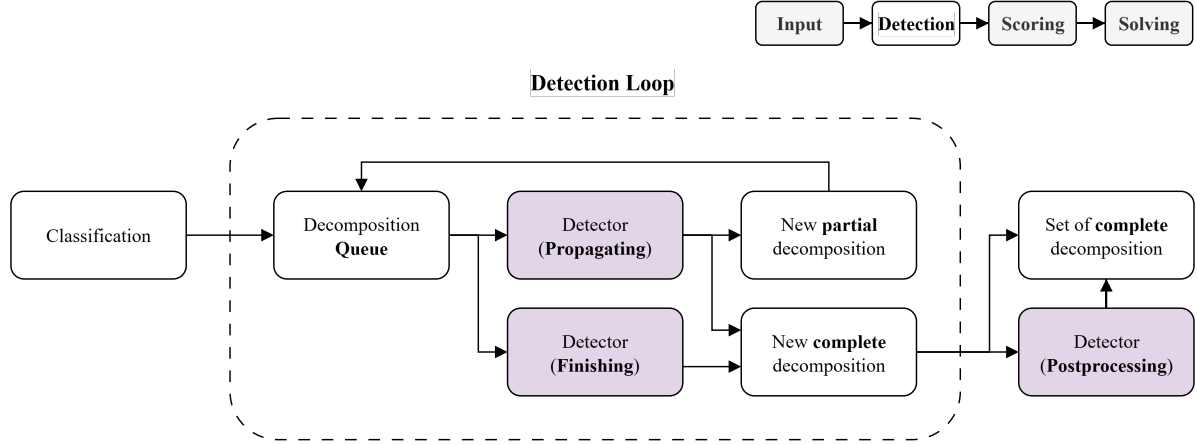 Input
Detection
Scoring
Solving
Detection Loop
Classification
Decomposition
Queue
Detector
(Propagating)
New partial
decomposition
Set of complete
decomposition
Detector
(Finishing)
New complete
decomposition
Detector
(Postprocessing)